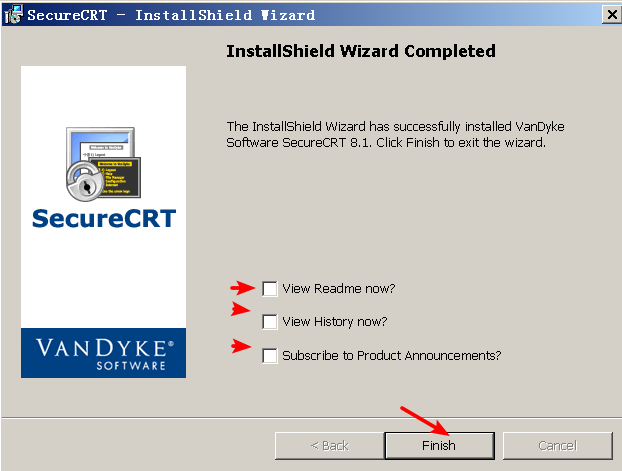 SecureCRT - InstallShield Wizard
InstallShield Wizard Completed
The InstallShield Wizard has successfully installed VanDyke
Software SecureCRT 8.1. Click Finish to exit the wizard.
SecureCRT
View Readme now?
View History now?
Subscribe to Product Announcements?
VANDYKE®
SOFTWARE
< Back
Finish
Cancel